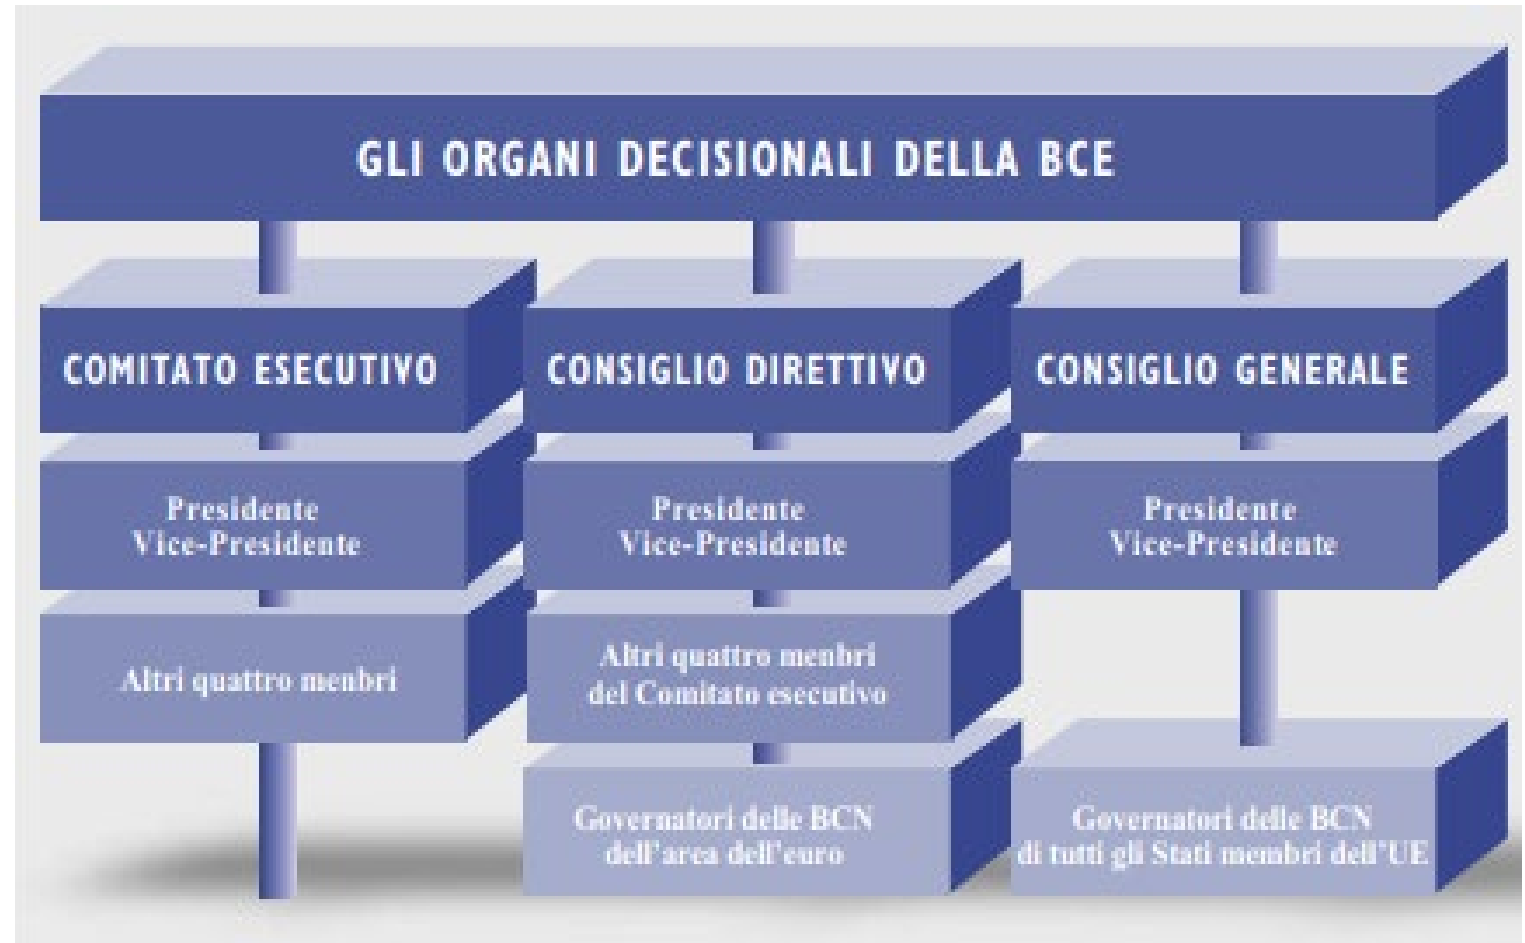 GLI ORGANI DECISIONALI DELLA BCE
COMITATO ESECUTIVO
Presidente
Vice-Presidente
Altri quattro menbri
CONSIGLIO DIRETTIVO
Presidente
Vice-Presidente
Altri quattro menbri
del Comitato esecutivo
Governatori delle BCN
dell'area dell'euro
CONSIGLIO GENERALE
Presidente
Vice-Presidente
Governatori delle BCN
di tutti gli Stati membri dell'UE